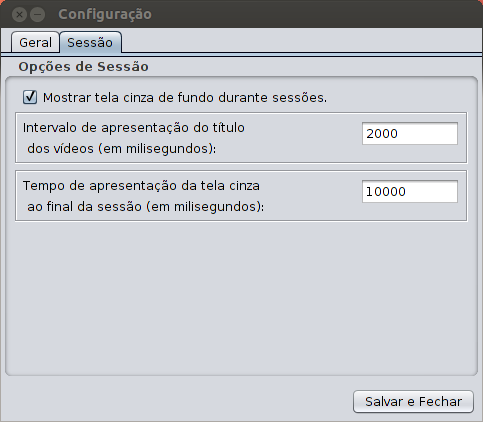 Configuração
Geral
Sessão
Opções de Sessão
Mostrar tela cinza de fundo durante sessões.
Intervalo de apresentação do título
dos vídeos (em milisegundos):
2000
Tempo de apresentação da tela cinza
ao final da sessão (em milisegundos):
10000
Salvar e Fechar